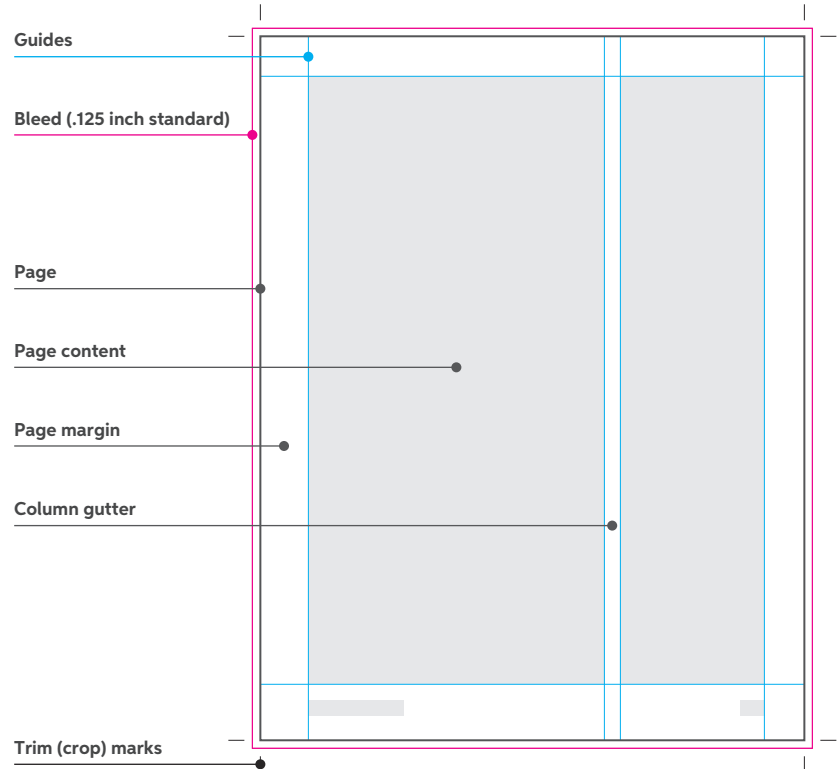 Guides
Bleed (.125 inch standard)
Page
Page content
Page margin
Column gutter
Trim (crop) marks